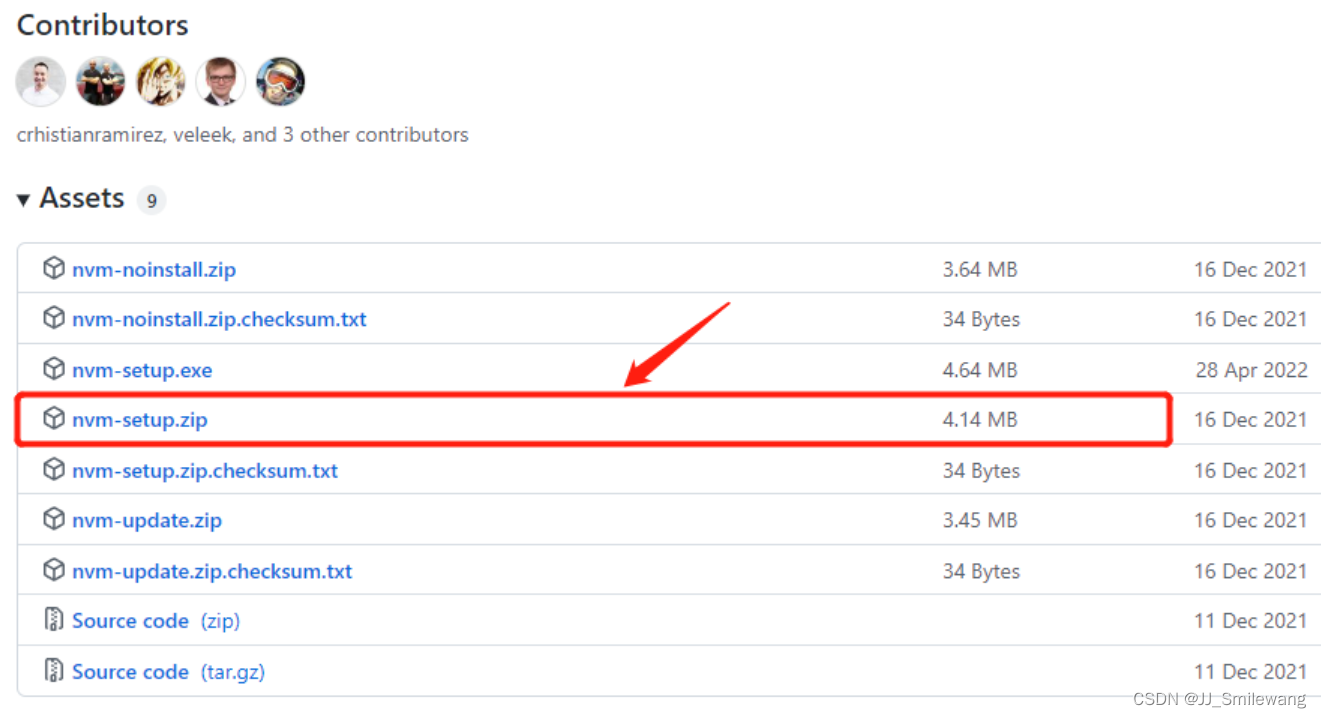 Contributors
crhistianramirez, veleek, and 3 other contributors
Assets 9
nvm-noinstall.zip 3.64 MB 16 Dec 2021
nvm-noinstall.zip.checksum.txt 34 Bytes 16 Dec 2021
nvm-setup.exe 4.64 MB 28 Apr 2022
nvm-setup.zip 4.14 MB 16 Dec 2021
nvm-setup.zip.checksum.txt 34 Bytes 16 Dec 2021
nvm-update.zip 3.45 MB 16 Dec 2021
nvm-update.zip.checksum.txt 34 Bytes 16 Dec 2021
Source code (zip) 11 Dec 2021
Source code (tar.gz) 11 Dec 2021
CSDN @JJ_Smilewang